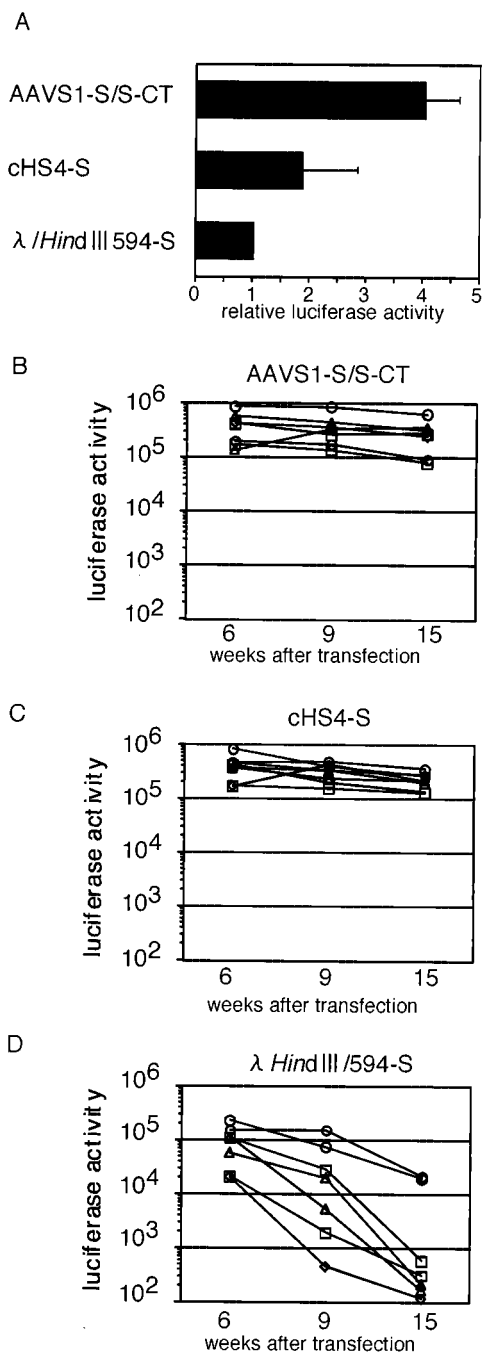 A
AAVS1-S/S-CT
cHS4-S
λ/HindIII594-S
0 1 2 3 4 5
relative luciferase activity
B
AAVS1-S/S-CT
luciferase activity
10^6
10^5
10^4
10^3
10^2
6 9 15
weeks after transfection
C
cHS4-S
luciferase activity
10^6
10^5
10^4
10^3
10^2
6 9 15
weeks after transfection
D
λ HindIII/594-S
luciferase activity
10^6
10^5
10^4
10^3
10^2
6 9 15
weeks after transfection